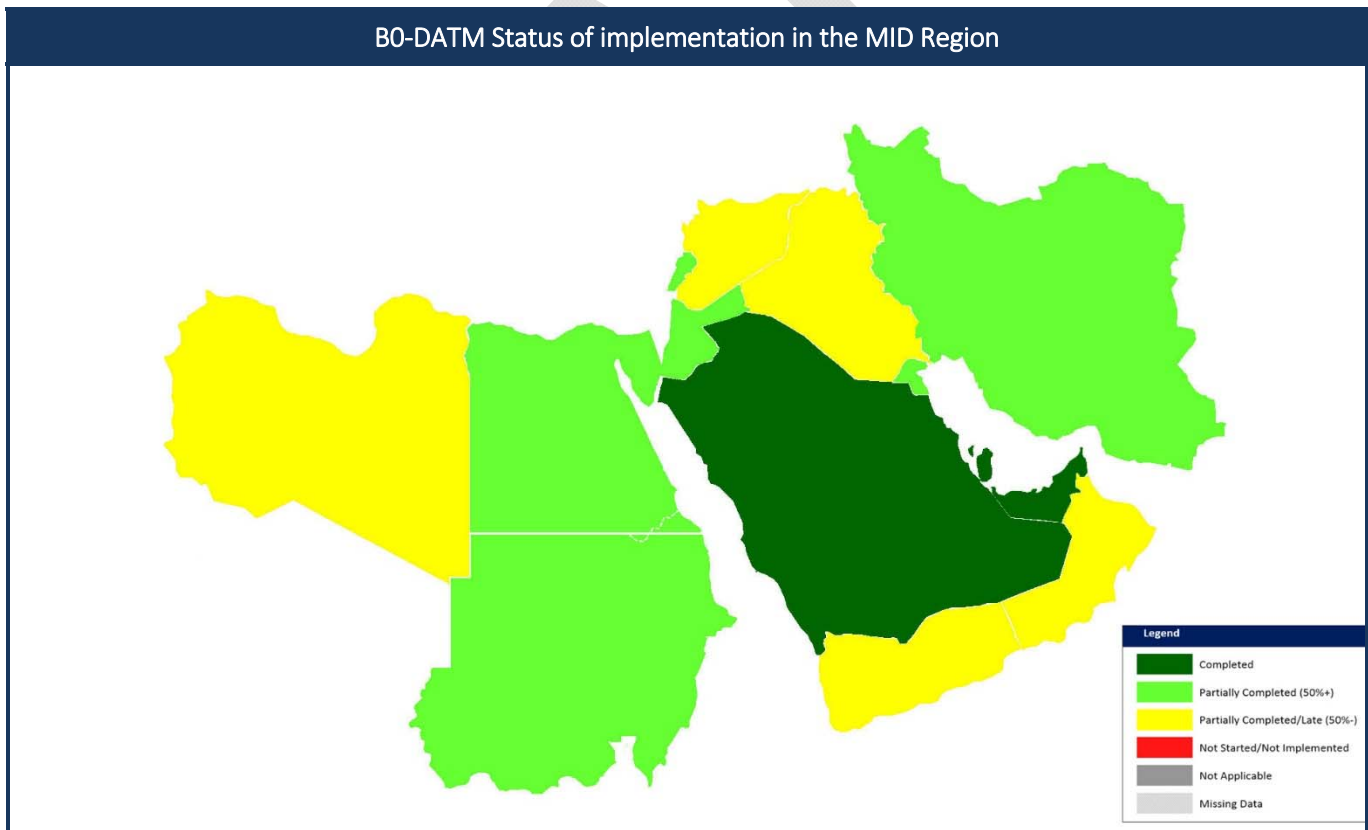 B0-DATM Status of implementation in the MID Region
Legend
Completed
Partially Completed (50%+)
Partially Completed/Late (50%-)
Not Started/Not Implemented
Not Applicable
Missing Data